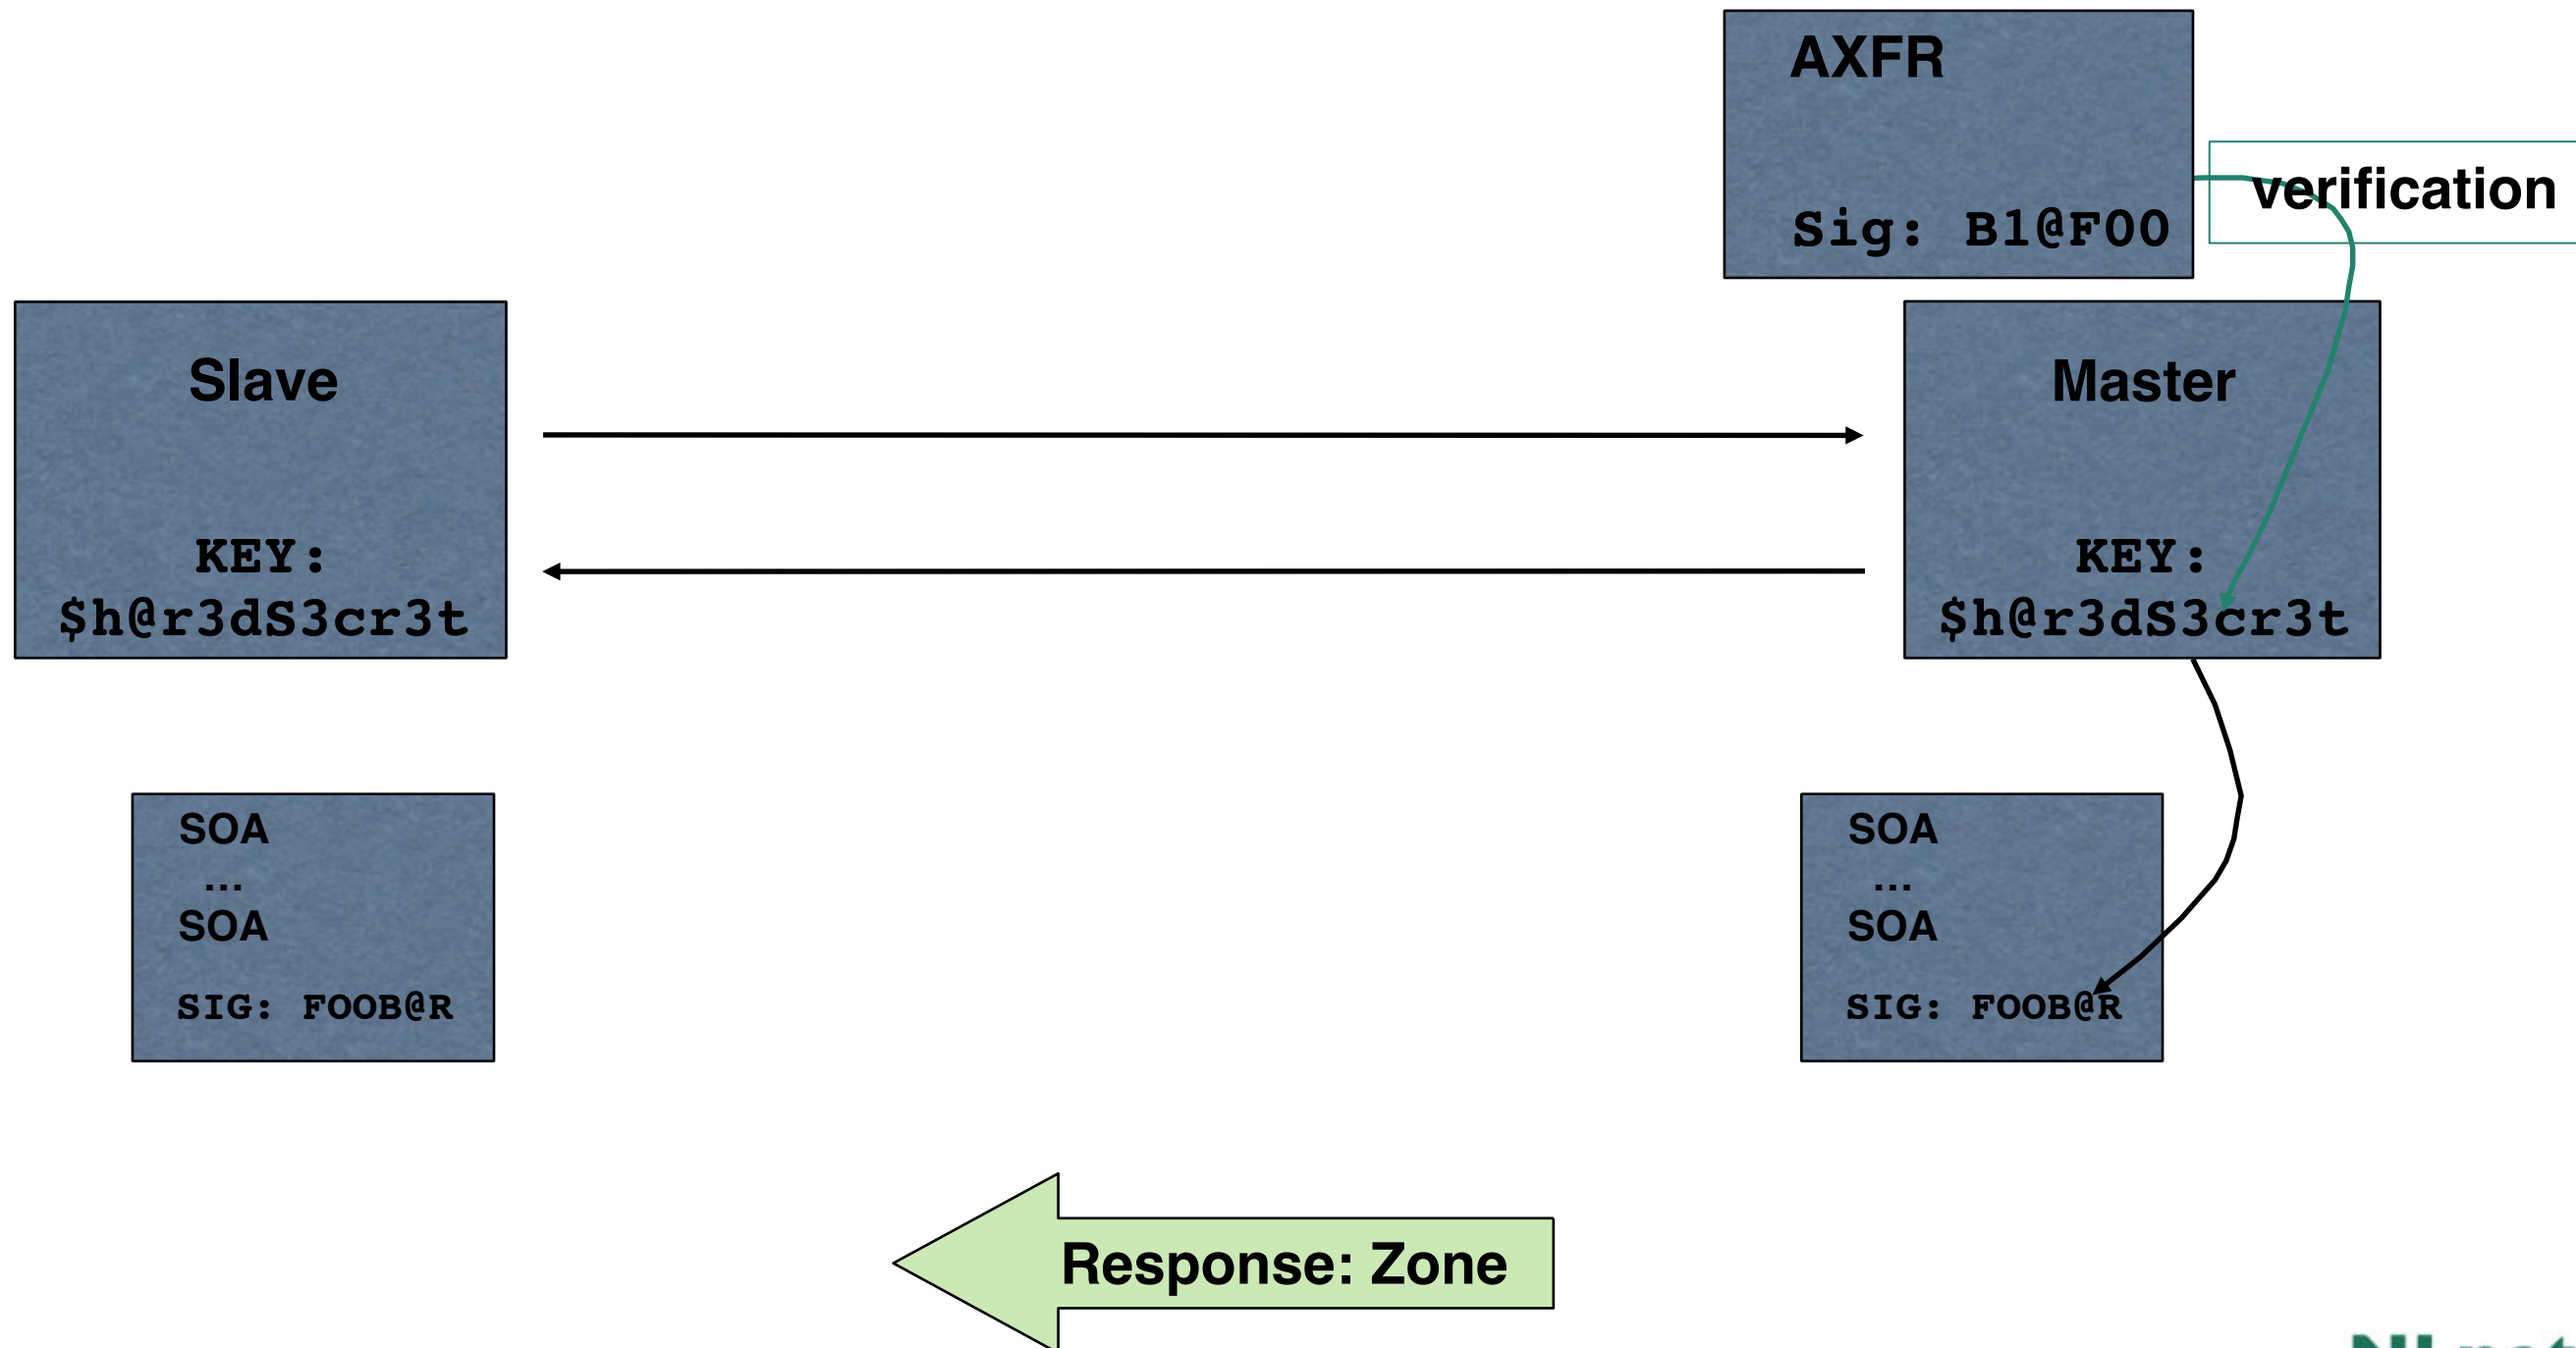 AXFR
verification
Sig: B1@F00
Slave
Master
KEY:
$h@r3dS3cr3t
KEY:
$h@r3dS3cr3t
SOA
...
SOA
SIG: FOOB@R
SOA
...
SOA
SIG: FOOB@R
Response: Zone